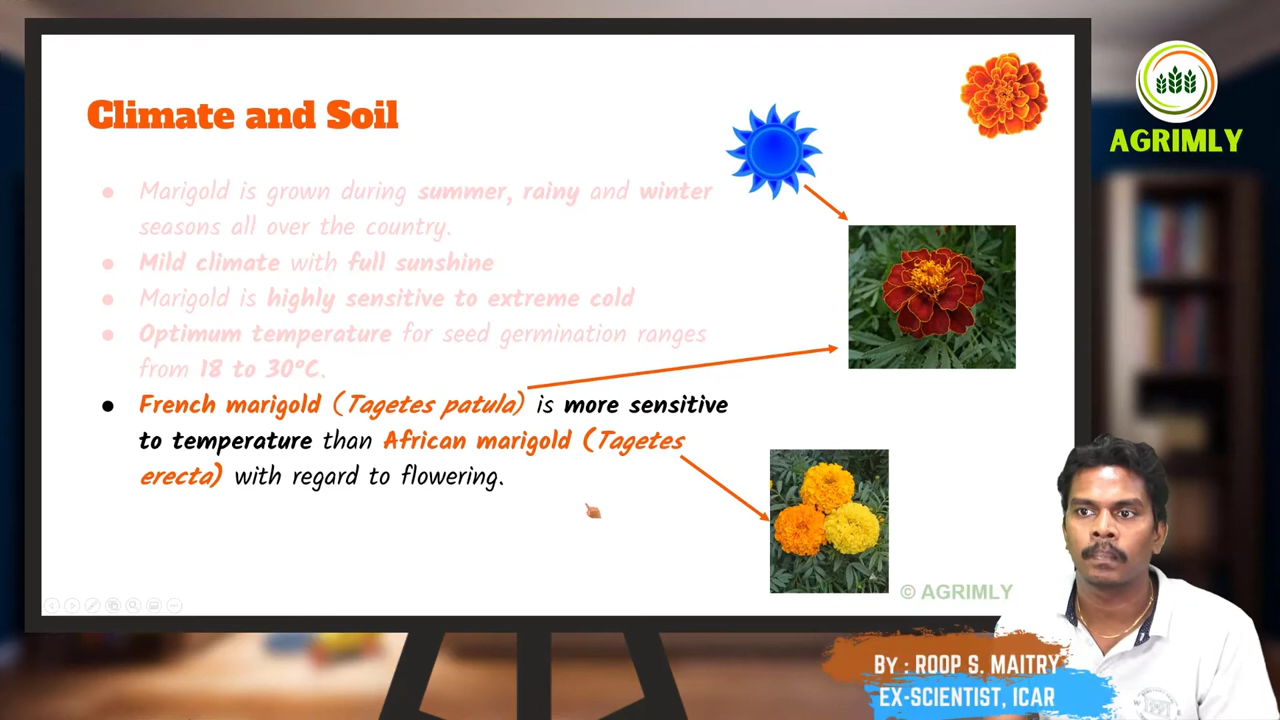 Climate and Soil
● Marigold is grown during summer, rainy and winter
seasons all over the country.
● Mild climate with full sunshine
● Marigold is highly sensitive to extreme cold
● Optimum temperature for seed germination ranges
from 18 to 30°C.
● French marigold (Tagetes patula) is more sensitive
to temperature than African marigold (Tagetes
erecta) with regard to flowering.
© AGRIMLY
AGRIMLY
BY : ROOP S. MAITRY
EX-SCIENTIST, ICAR